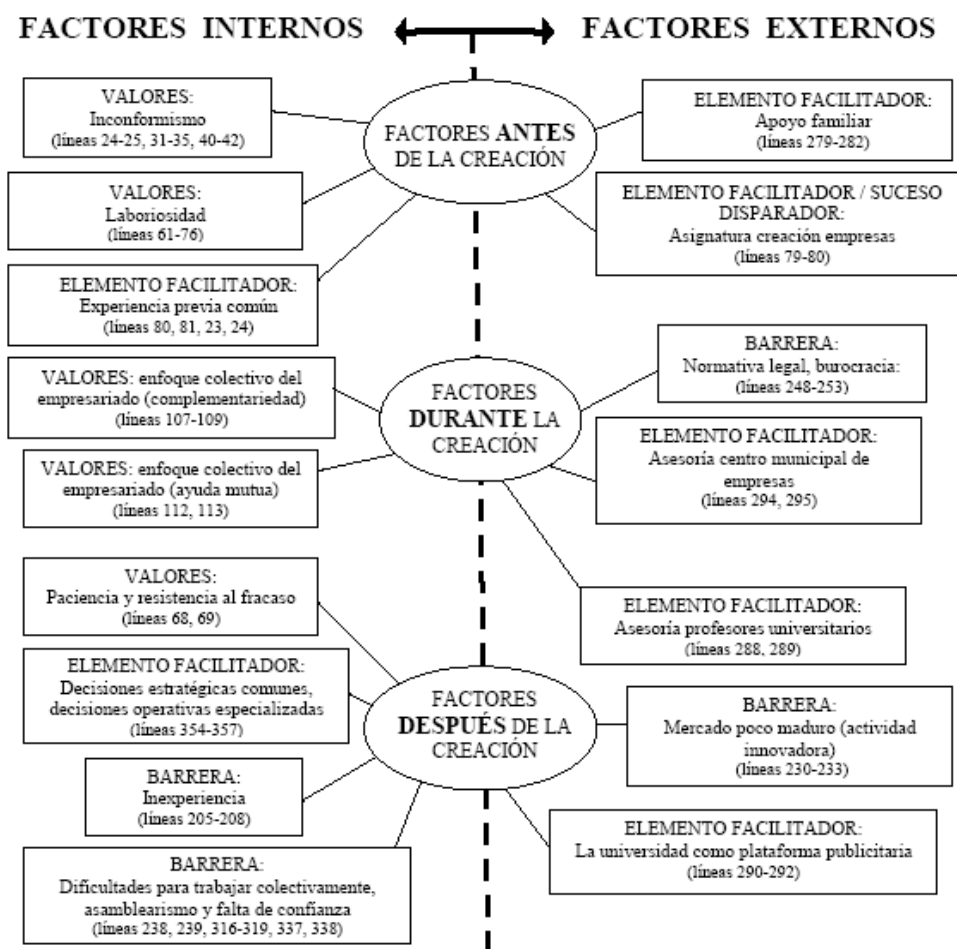 FACTORES INTERNOS
FACTORES EXTERNOS
VALORES:
Inconformismo
(líneas 24-25, 31-35, 40-42)
VALORES:
Laboriosidad
(líneas 61-76)
ELEMENTO FACILITADOR:
Experiencia previa común
(líneas 80, 81, 23, 24)
FACTORES ANTES
DE LA CREACIÓN
ELEMENTO FACILITADOR:
Apoyo familiar
(líneas 279-282)
ELEMENTO FACILITADOR / SUCESO
DISPARADOR:
Asignatura creación empresas
(líneas 79-80)
VALORES: enfoque colectivo del
empresariado (complementariedad)
(líneas 107-109)
VALORES: enfoque colectivo del
empresariado (ayuda mutua)
(líneas 112, 113)
FACTORES
DURANTE LA
CREACIÓN
BARRERA:
Normativa legal, burocracia:
(líneas 248-253)
ELEMENTO FACILITADOR:
Asesoría centro municipal de
empresas
(líneas 294, 295)
ELEMENTO FACILITADOR:
Asesoría profesores universitarios
(líneas 288, 289)
VALORES:
Paciencia y resistencia al fracaso
(líneas 68, 69)
ELEMENTO FACILITADOR:
Decisiones estratégicas comunes,
decisiones operativas especializadas
(líneas 354-357)
BARRERA:
Inexperiencia
(líneas 205-208)
BARRERA:
Dificultades para trabajar colectivamente,
asamblearismo y falta de confianza
(líneas 238, 239, 316-319, 337, 338)
FACTORES
DESPUÉS DE LA
CREACIÓN
BARRERA:
Mercado poco maduro (actividad
innovadora)
(líneas 230-233)
ELEMENTO FACILITADOR:
La universidad como plataforma publicitaria
(líneas 290-292)